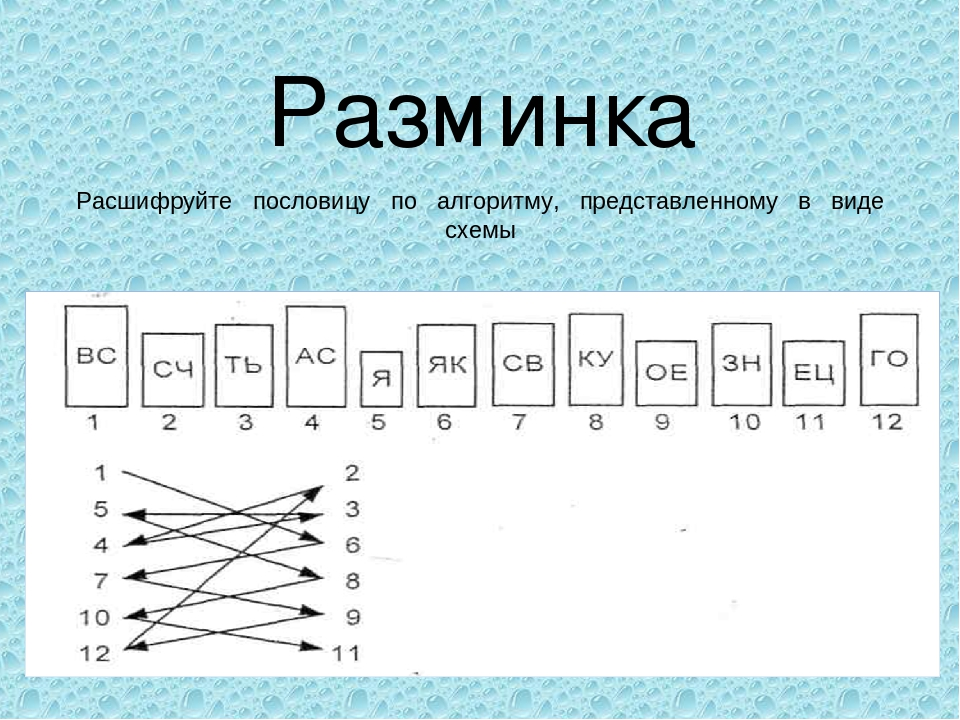 Разминка
Расшифруйте пословицу по алгоритму, представленному в виде
схемы
ВС СЧ ТЬ АС Я ЯК СВ КУ ОЕ ЗН ЕЦ ГО
1 2 3 4 5 6 7 8 9 10 11 12
1 2
5 3
4 6
7 8
10 9
12 11